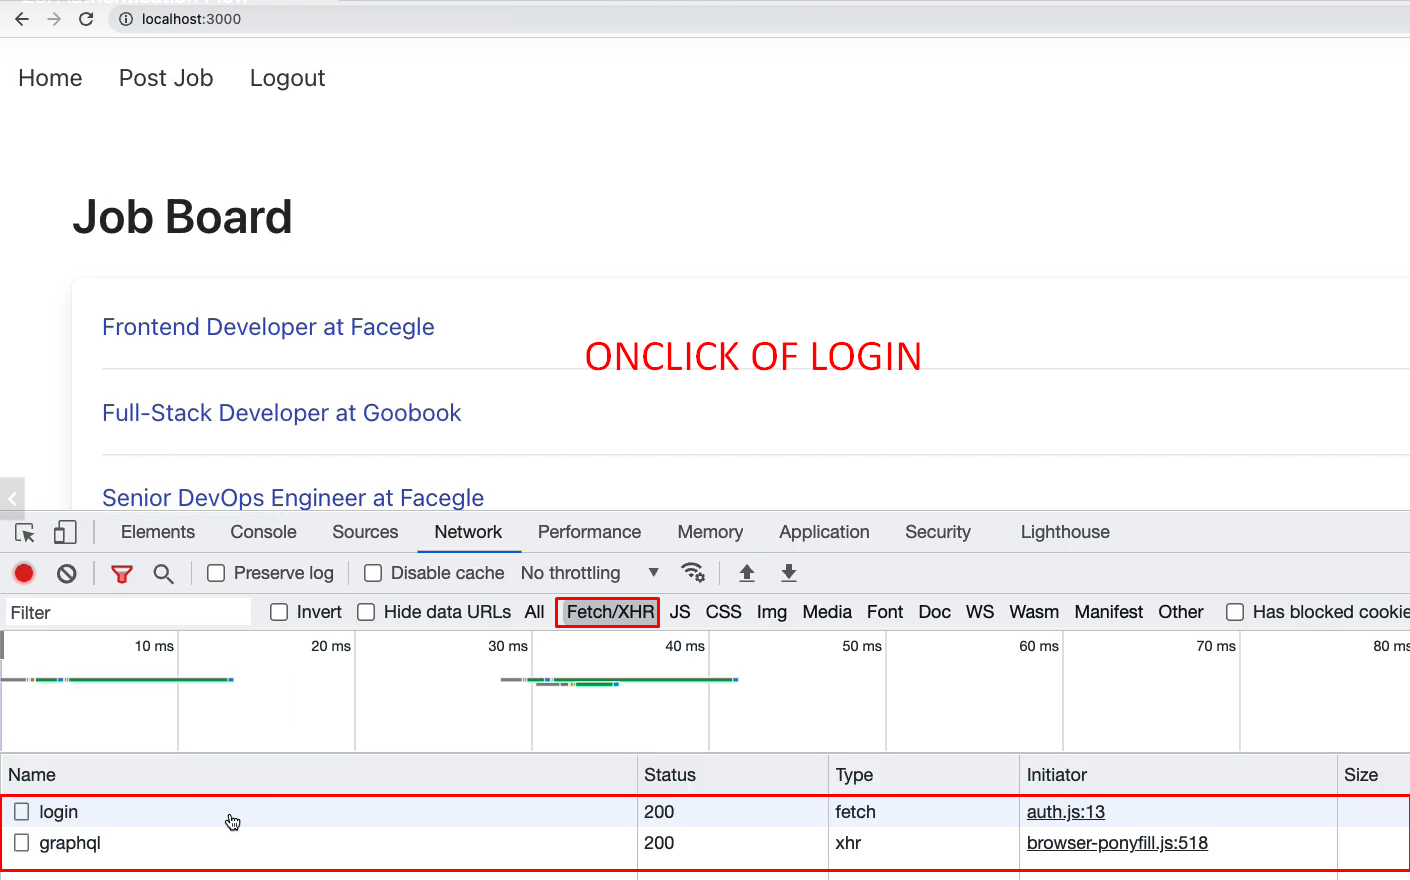 localhost:3000
Home Post Job Logout
Job Board
Frontend Developer at Facegle
ONCLICK OF LOGIN
Full-Stack Developer at Goobook
Senior DevOps Engineer at Facegle
Elements Console Sources Network Performance Memory Application Security Lighthouse
Preserve log Disable cache No throttling
Filter Invert Hide data URLs All Fetch/XHR JS CSS Img Media Font Doc WS Wasm Manifest Other Has blocked cookie
10 ms 20 ms 30 ms 40 ms 50 ms 60 ms 70 ms 80 ms
Name Status Type Initiator Size
login 200 fetch auth.js:13
graphql 200 xhr browser-ponyfill.js:518